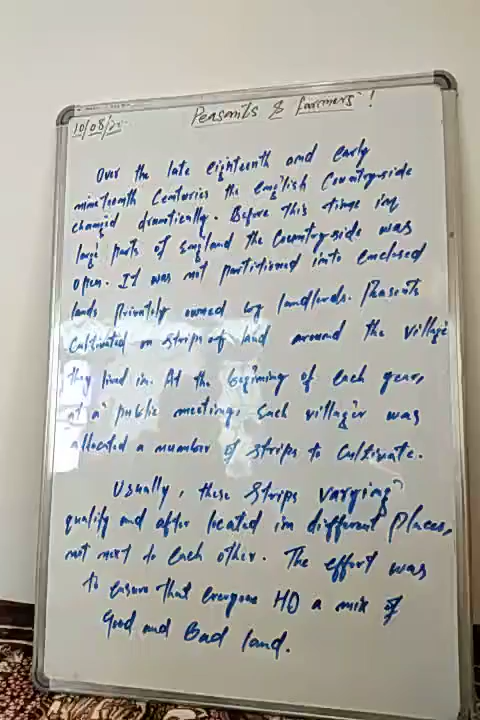 10/08/2
Peasants & farmers !
Over the late eighteenth and early
nineteenth Centuries the english Countryside
changed dramatically. Before this time in
large parts of England the Countryside was
open. It was not partitioned into enclosed
lands Privately owned by landlords. Pasents
Cultivated on strips of land around the village
they lived in. At the begining of each year,
at a public meeting, Each villager was
allocated a number of strips to Cultivate.
Usually, these Strips varying
quality and after located in different Places,
not next to Each other. The effort was
to ensure that everyone HD a mix of
Good and Bad land.